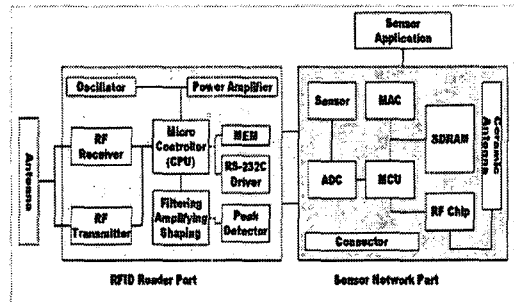 Sensor
Application
Oscillator
Power Amplifier
Antenna
RF
Receiver
RF
Transmitter
Micro
Controller
(CPU)
Filtering
Amplifying
Shaping
MEM
RS-232C
Driver
Peak
Detector
RFID Reader Part
Sensor
MAC
SDRAM
ADC
MCU
RF Chip
Ceramic
Antenna
Connector
Sensor Network Part